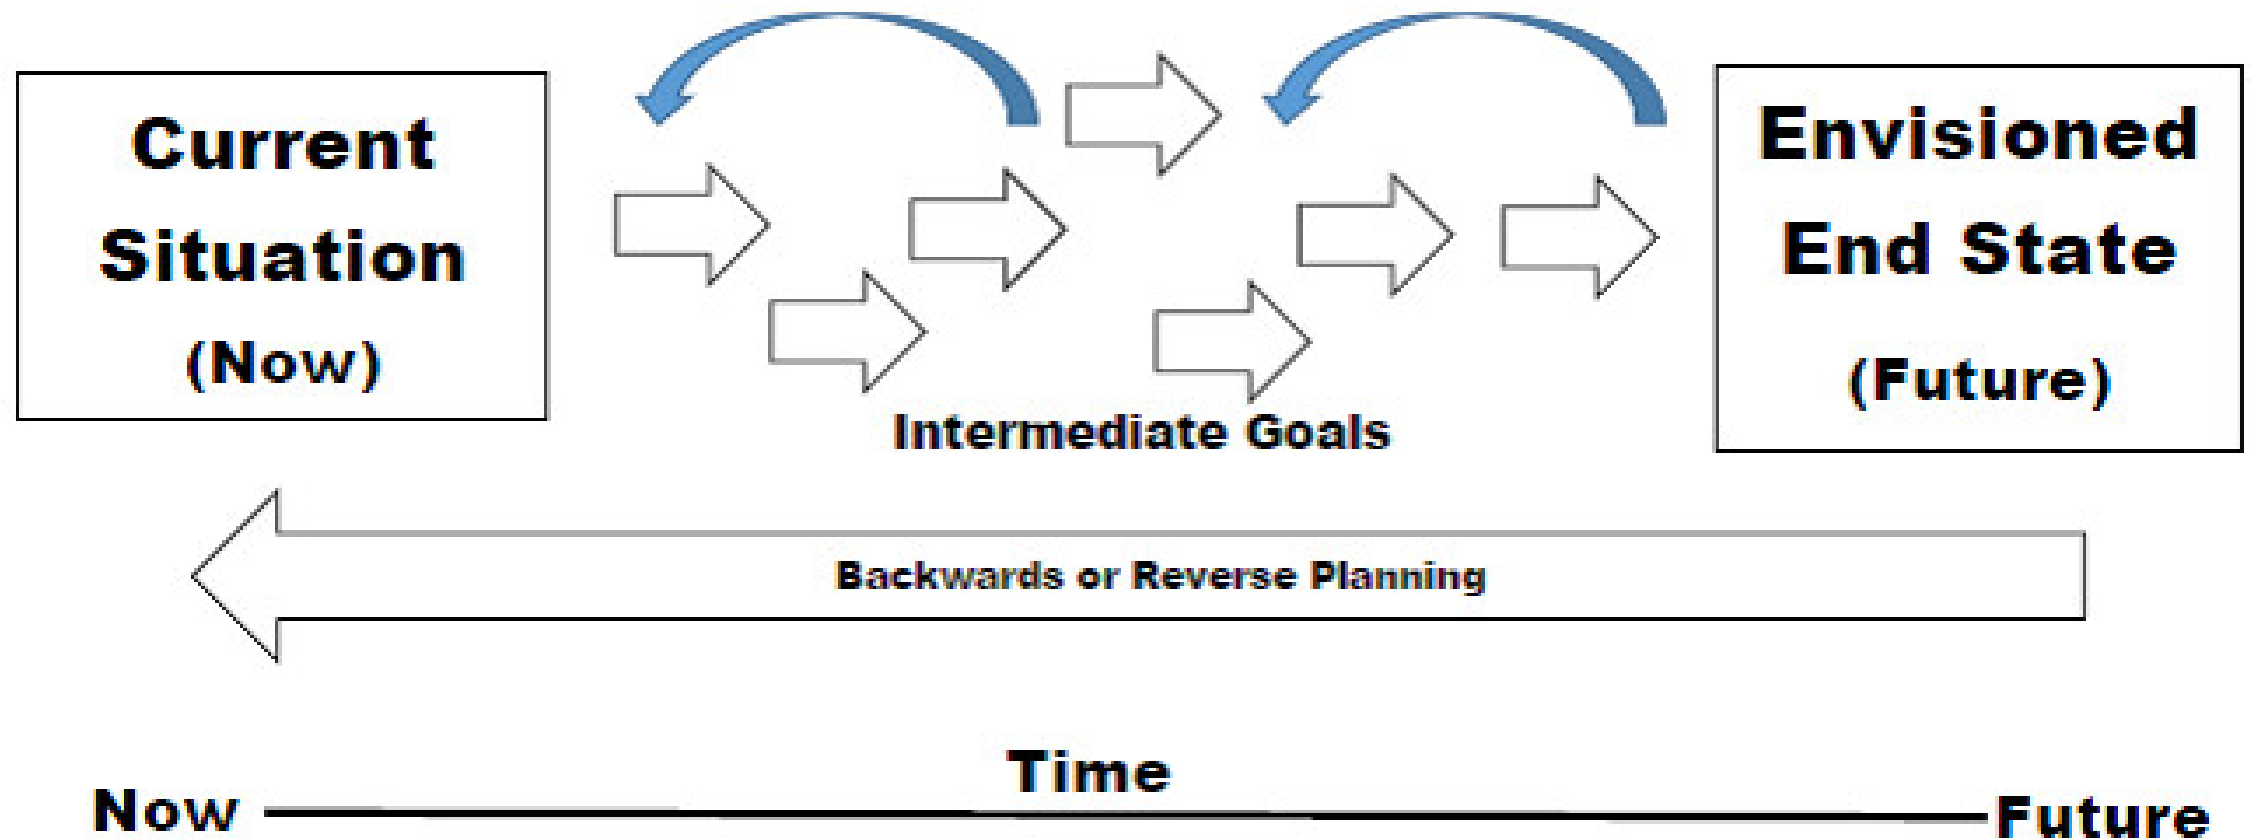 Current
Situation
(Now)
Envisioned
End State
(Future)
Intermediate Goals
Backwards or Reverse Planning
Time
Now
Future